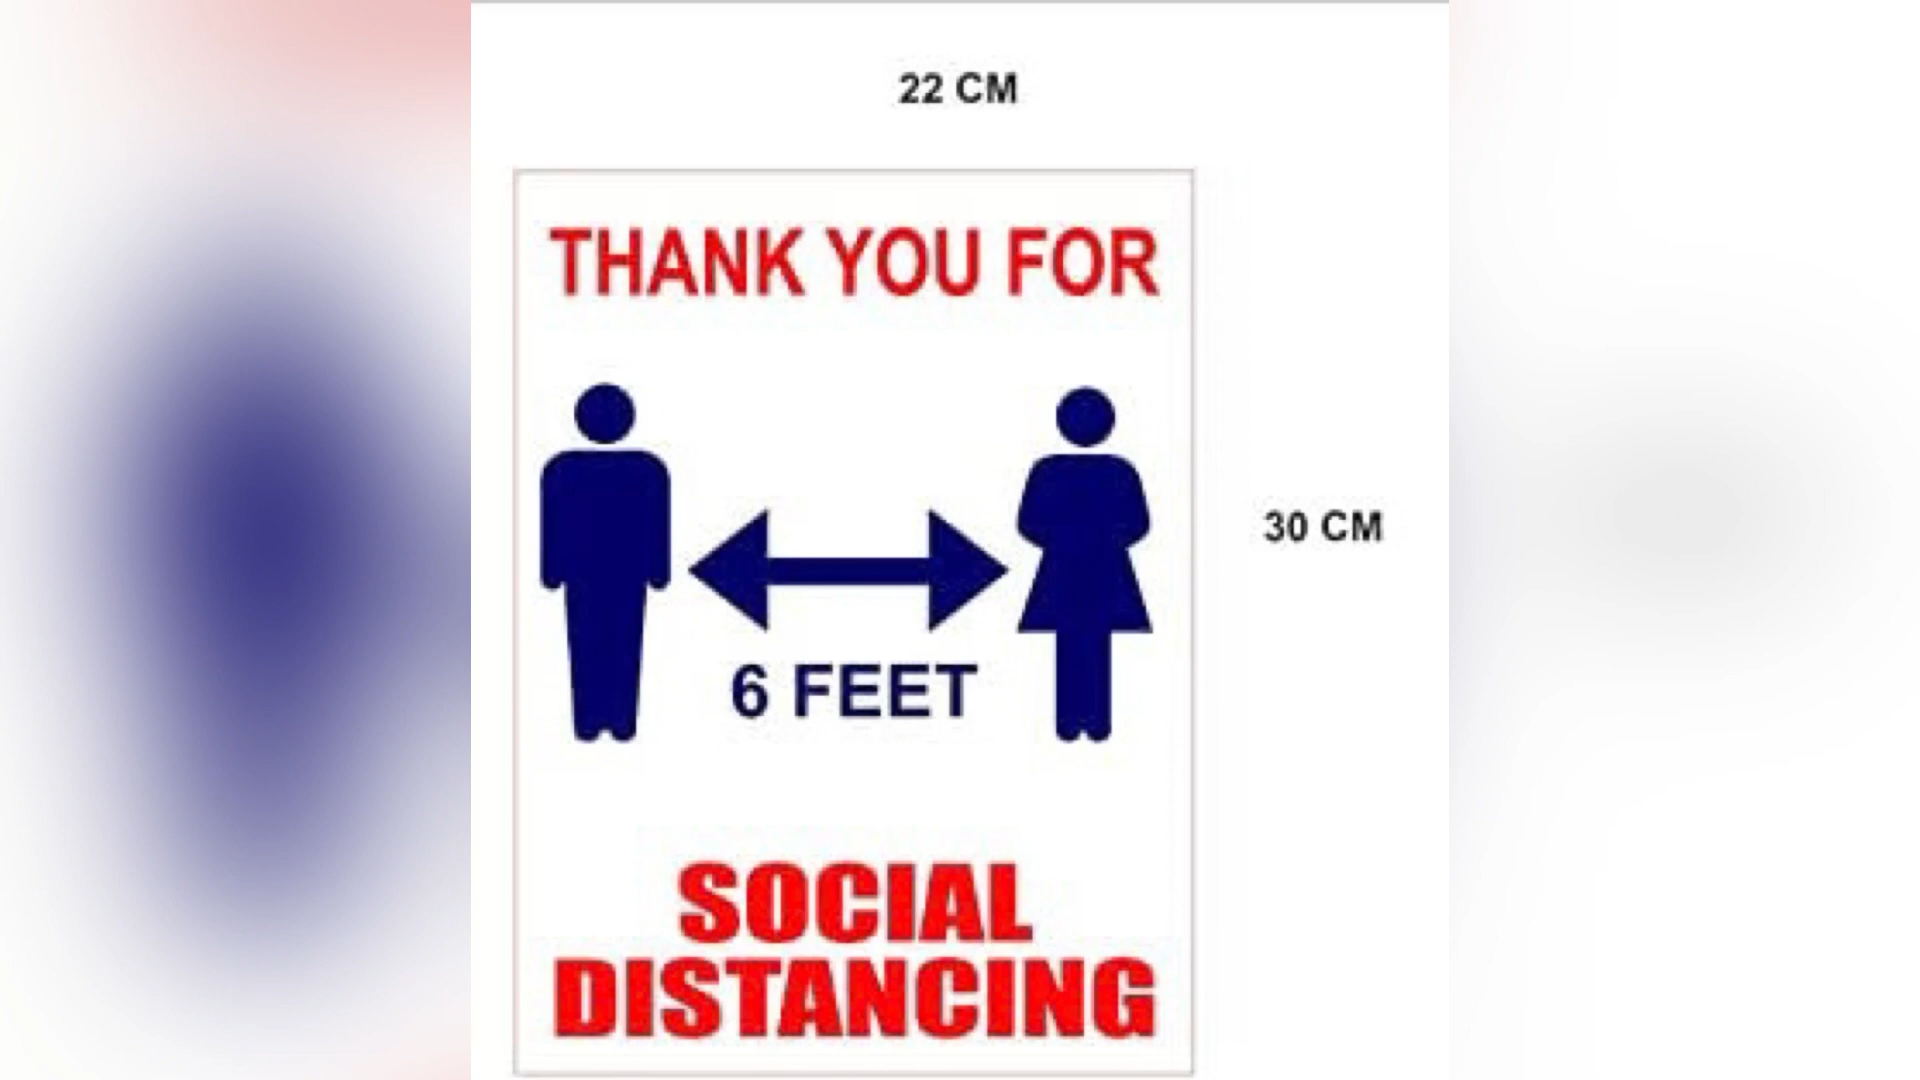 22 CM
THANK YOU FOR
30 CM
6 FEET
SOCIAL
DISTANCING